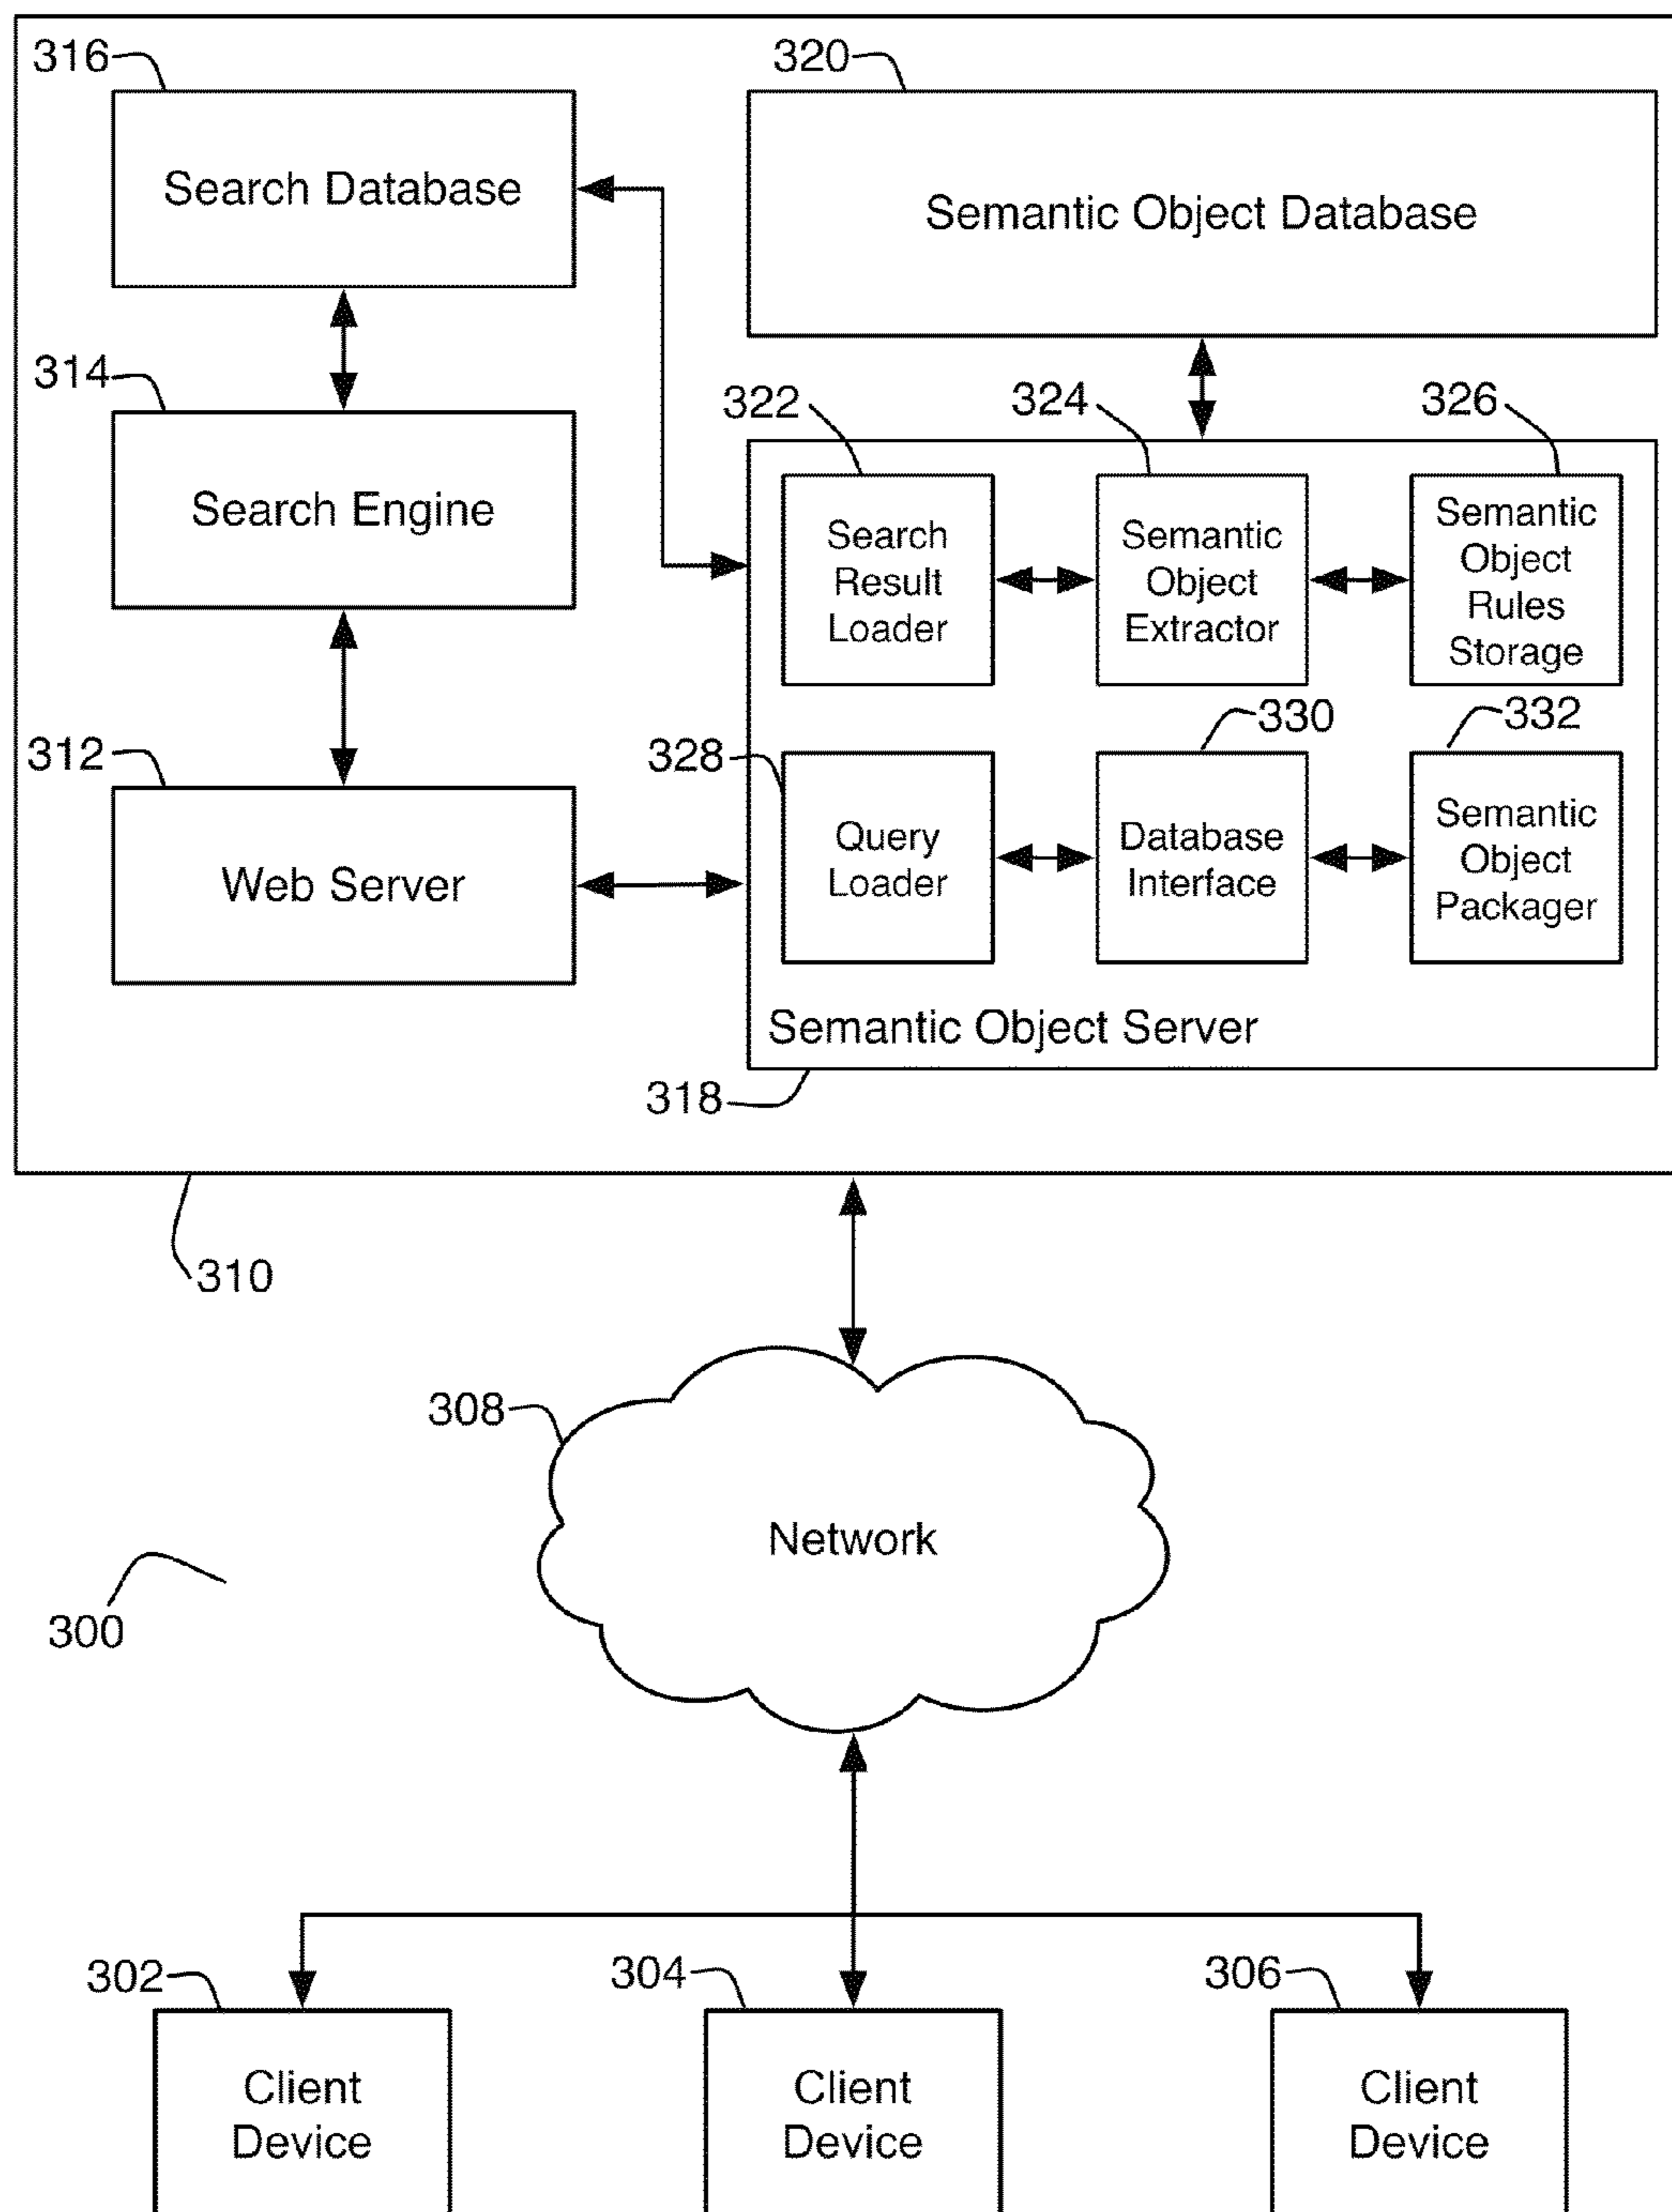 316
320
Search Database
Semantic Object Database
314
322
324
326
Search Engine
Search
Result
Loader
Semantic
Object
Extractor
Semantic
Object
Rules
Storage
312
328
330
332
Web Server
Query
Loader
Database
Interface
Semantic
Object
Packager
Semantic Object Server
318
310
308
Network
300
302
304
306
Client
Device
Client
Device
Client
Device